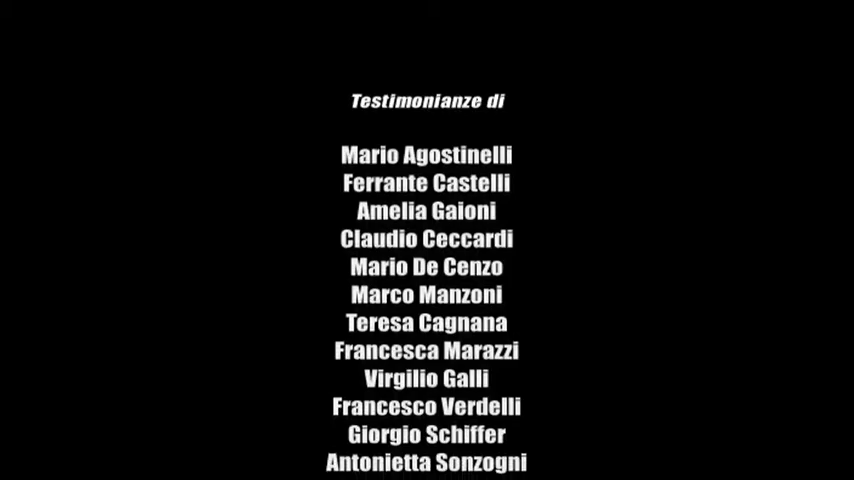 Testimonianze di
Mario Agostinelli
Ferrante Castelli
Amelia Gaioni
Claudio Ceccardi
Mario De Cenzo
Marco Manzoni
Teresa Cagnana
Francesca Marazzi
Virgilio Galli
Francesco Verdelli
Giorgio Schiffer
Antonietta Sonzogni